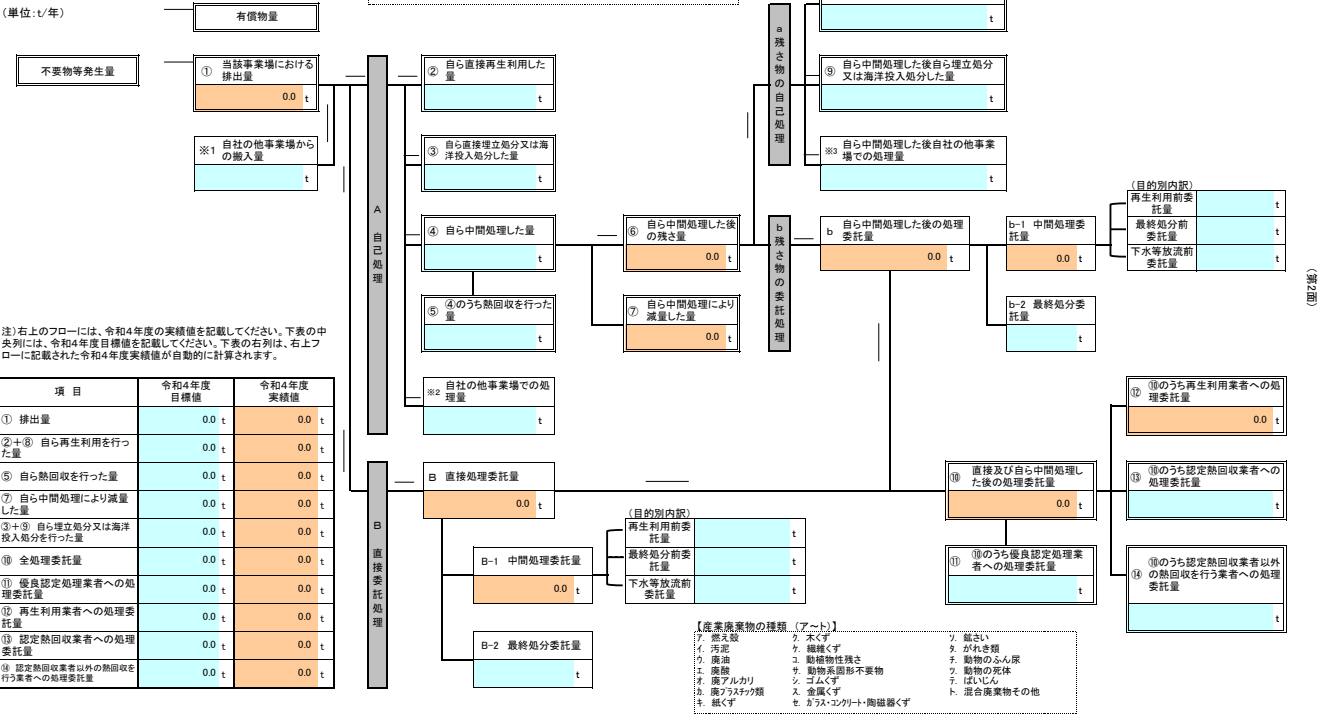 （単位：t/年）
有償物量
不要物等発生量
① 当該事業場における
排出量
0.0 t
※1 自社の他事業場から
の搬入量
t
A 自己処理
② 自ら直接再生利用した
量
t
③ 自ら直接埋立処分又は海
洋投入処分した量
t
④ 自ら中間処理した量
t
⑤ ④のうち熱回収を行った
量
t
※2 自社の他事業場での処
理量
t
⑥ 自ら中間処理した後
の残さ量
0.0 t
⑦ 自ら中間処理により
減量した量
0.0 t
a 残さ物の自己処理
t
⑨ 自ら中間処理した後自ら埋立処分
又は海洋投入処分した量
t
※3 自ら中間処理した後自社の他事業
場での処理量
t
b 残さ物の委託処理
b 自ら中間処理した後の処理
委託量
0.0 t
b-1 中間処理委
託量
0.0 t
b-2 最終処分委
託量
t
（目的別内訳）
再生利用前委
託量
t
最終処分前
委託量
t
下水等放流前
委託量
t
（第2面）
注）右上のフローには、令和4年度の実績値を記載してください。下表の中
央列には、令和4年度目標値を記載してください。下表の右列は、右上フ
ローに記載された令和4年度実績値が自動的に計算されます。
項 目 令和4年度 令和4年度
目標値 実績値
① 排出量 0.0 t 0.0 t
②＋⑧ 自ら再生利用を行っ
た量 0.0 t 0.0 t
⑤ 自ら熱回収を行った量 0.0 t 0.0 t
⑦ 自ら中間処理により減量
した量 0.0 t 0.0 t
③＋⑨ 自ら埋立処分又は海洋
投入処分を行った量 0.0 t 0.0 t
⑩ 全処理委託量 0.0 t 0.0 t
⑪ 優良認定処理業者への処
理委託量 0.0 t 0.0 t
⑫ 再生利用業者への処理委
託量 0.0 t 0.0 t
⑬ 認定熱回収業者への処理
委託量 0.0 t 0.0 t
⑭ 認定熱回収業者以外の熱回収を
行う業者への処理委託量 0.0 t 0.0 t
B 直接委託処理
B 直接処理委託量
0.0 t
B-1 中間処理委託量
0.0 t
B-2 最終処分委託量
t
（目的別内訳）
再生利用前委
託量
t
最終処分前委
託量
t
下水等放流前
委託量
t
⑩ 直接及び自ら中間処理し
た後の処理委託量
0.0 t
⑪ ⑩のうち優良認定処理業
者への処理委託量
t
⑫ ⑩のうち再生利用業者への処
理委託量
0.0 t
⑬ ⑩のうち認定熱回収業者への
処理委託量
t
⑭ ⑩のうち認定熱回収業者以外
の熱回収を行う業者への処理
委託量
t
【産業廃棄物の種類 （ア～ト）】
ア. 燃え殻
イ. 汚泥
ウ. 廃油
エ. 廃酸
オ. 廃アルカリ
カ. 廃プラスチック類
キ. 紙くず
ク. 木くず
ケ. 繊維くず
コ. 動植物性残さ
サ. 動物系固形不要物
シ. ゴムくず
ス. 金属くず
セ. ガラス・コンクリート・陶磁器くず
ソ. 鉱さい
タ. がれき類
チ. 動物のふん尿
ツ. 動物の死体
テ. ばいじん
ト. 混合廃棄物その他